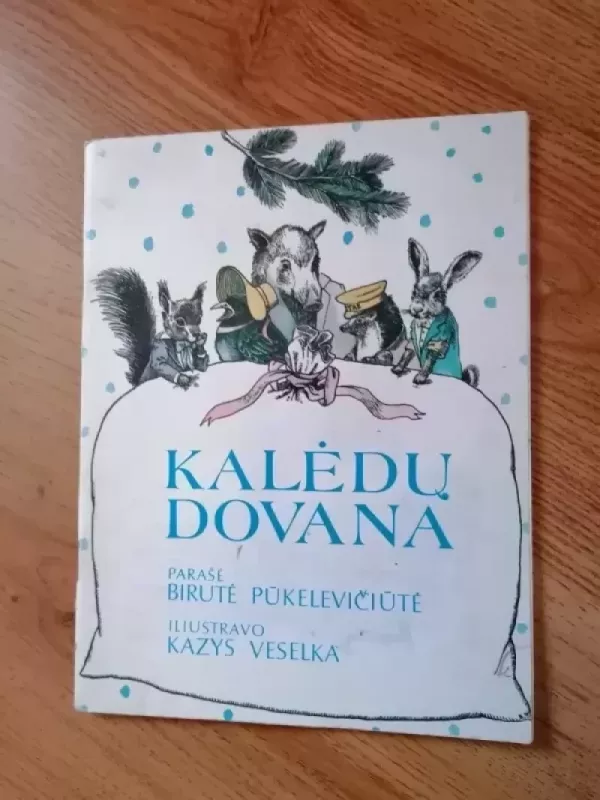 KALĖDŲ
DOVANA
PARAŠĖ
BIRUTĖ PŪKELEVIČIŪTĖ
ILIUSTRAVO
KAZYS VESELKA